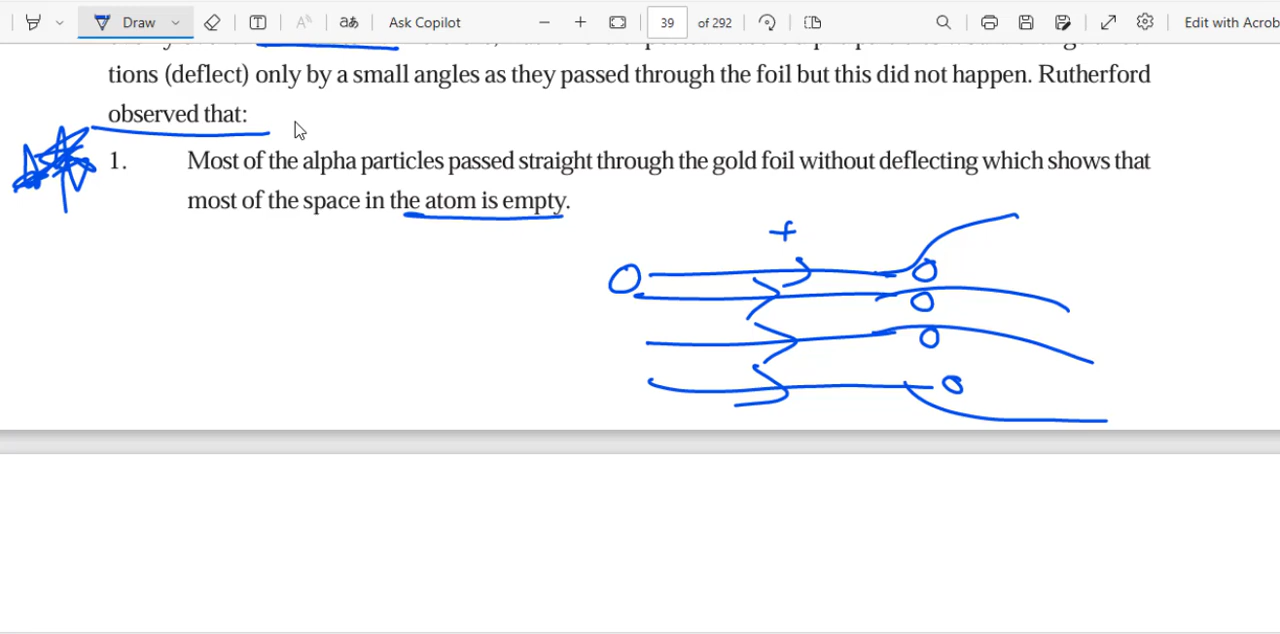 Draw
aあ
Ask Copilot
39 of 292
Edit with Acrob
tions (deflect) only by a small angles as they passed through the foil but this did not happen. Rutherford
observed that:
1. Most of the alpha particles passed straight through the gold foil without deflecting which shows that
most of the space in the atom is empty.
+